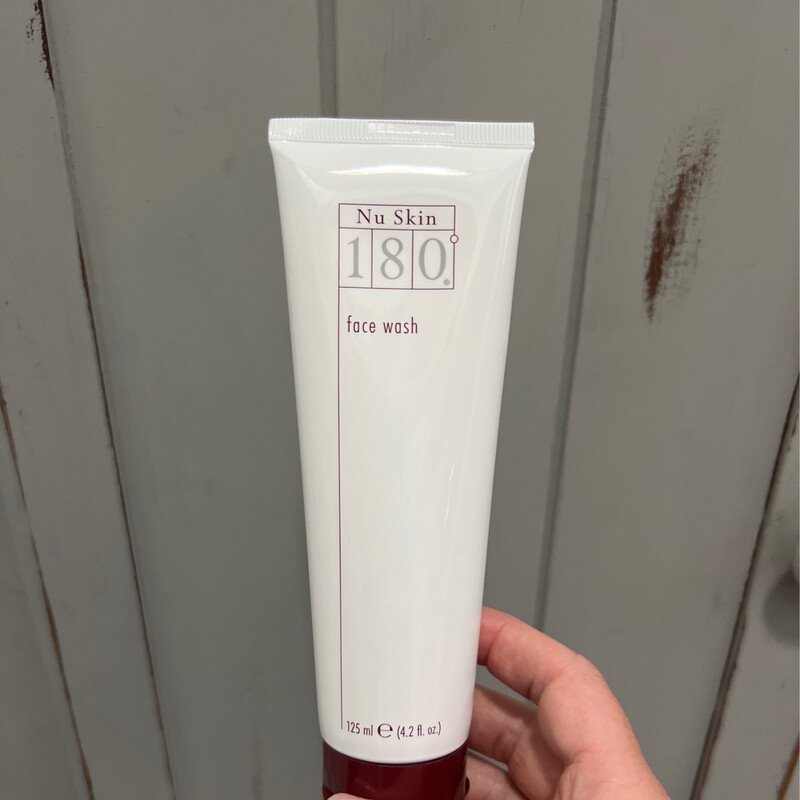 Nu Skin
180°®
face wash
125 ml ℮ (4.2 fl. oz.)